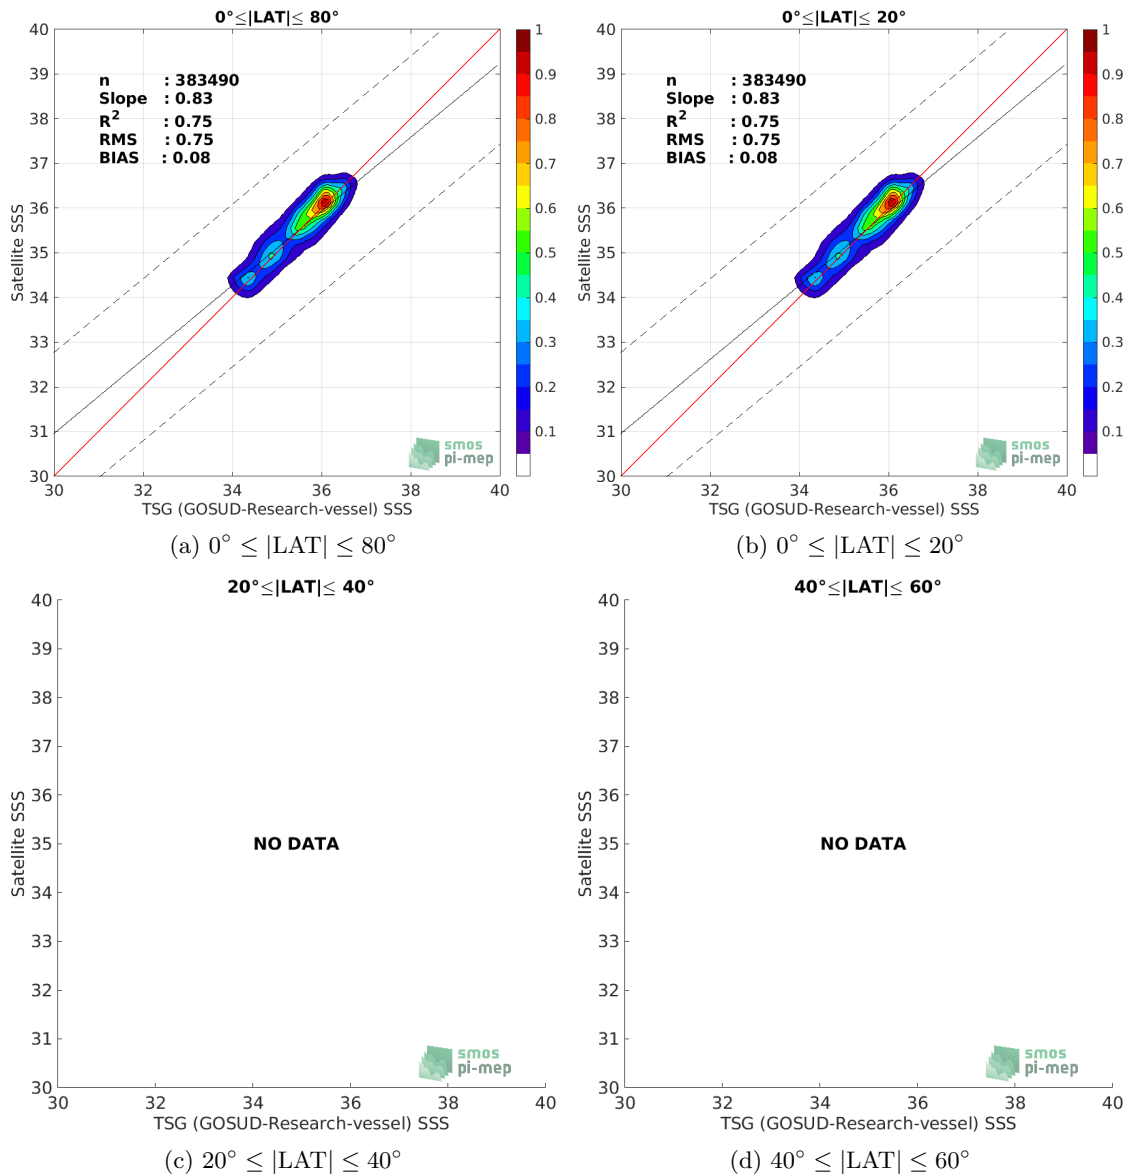 0°≤|LAT|≤ 80°
40
39
38
37
36
35
34
33
32
31
30
Satellite SSS
n : 383490
Slope : 0.83
R² : 0.75
RMS : 0.75
BIAS : 0.08
smos
pi-mep
30 32 34 36 38 40
TSG (GOSUD-Research-vessel) SSS
1
0.9
0.8
0.7
0.6
0.5
0.4
0.3
0.2
0.1
(a) 0° ≤ |LAT| ≤ 80°
0°≤|LAT|≤ 20°
40
39
38
37
36
35
34
33
32
31
30
Satellite SSS
n : 383490
Slope : 0.83
R² : 0.75
RMS : 0.75
BIAS : 0.08
smos
pi-mep
30 32 34 36 38 40
TSG (GOSUD-Research-vessel) SSS
1
0.9
0.8
0.7
0.6
0.5
0.4
0.3
0.2
0.1
(b) 0° ≤ |LAT| ≤ 20°
20°≤|LAT|≤ 40°
40
39
38
37
36
35
34
33
32
31
30
Satellite SSS
NO DATA
smos
pi-mep
30 32 34 36 38 40
TSG (GOSUD-Research-vessel) SSS
(c) 20° ≤ |LAT| ≤ 40°
40°≤|LAT|≤ 60°
40
39
38
37
36
35
34
33
32
31
30
Satellite SSS
NO DATA
smos
pi-mep
30 32 34 36 38 40
TSG (GOSUD-Research-vessel) SSS
(d) 40° ≤ |LAT| ≤ 60°